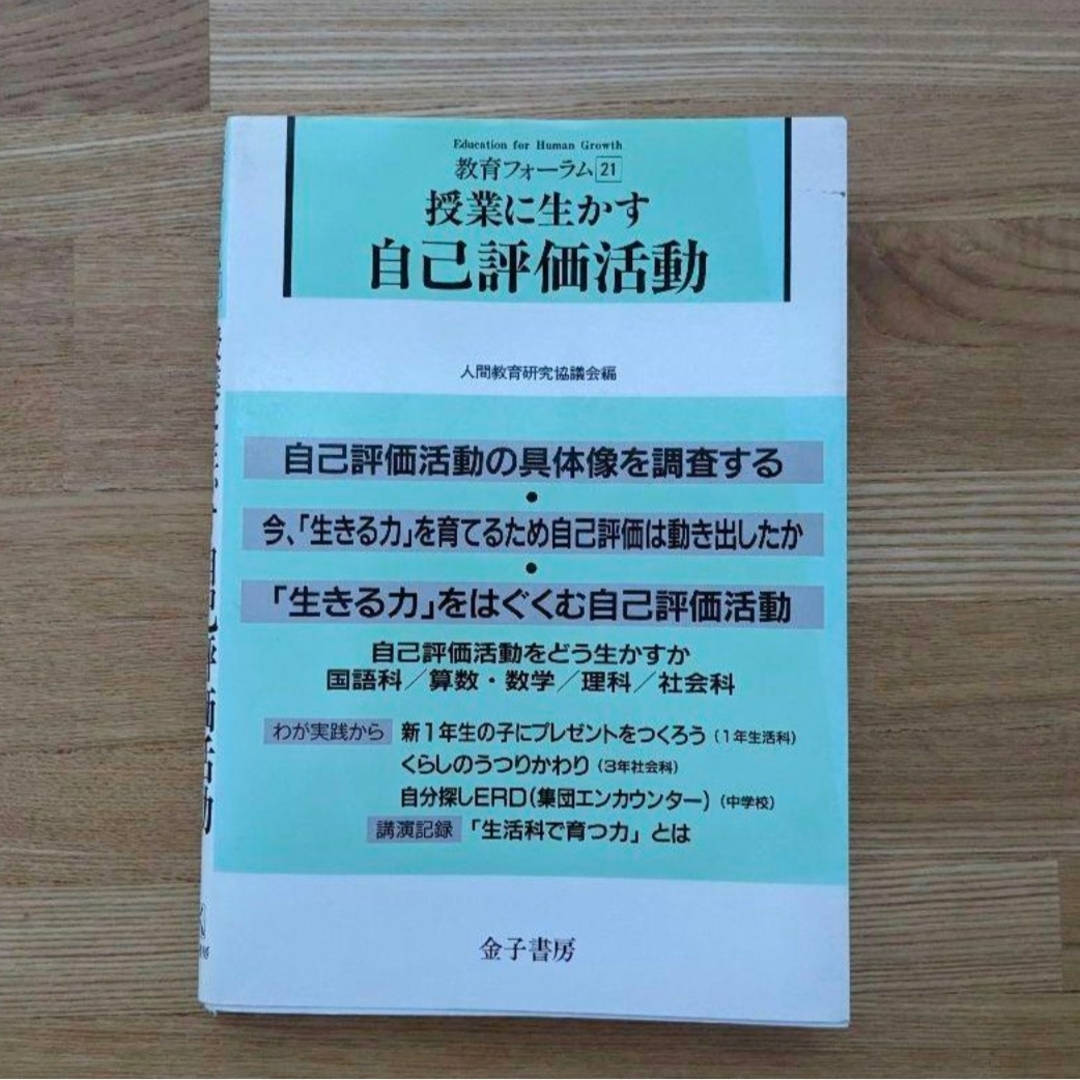 Education for Human Growth
教育フォーラム21
授業に生かす
自己評価活動
人間教育研究協議会編
自己評価活動の具体像を調査する
•
今、「生きる力」を育てるため自己評価は動き出したか
•
「生きる力」をはぐくむ自己評価活動
自己評価活動をどう生かすか
国語科／算数・数学／理科／社会科
わが実践から 新1年生の子にプレゼントをつくろう（1年生活科）
くらしのうつりかわり（3年社会科）
自分探しERD(集団エンカウンター)（中学校）
講演記録 「生活科で育つ力」とは
金子書房
自己評価活動